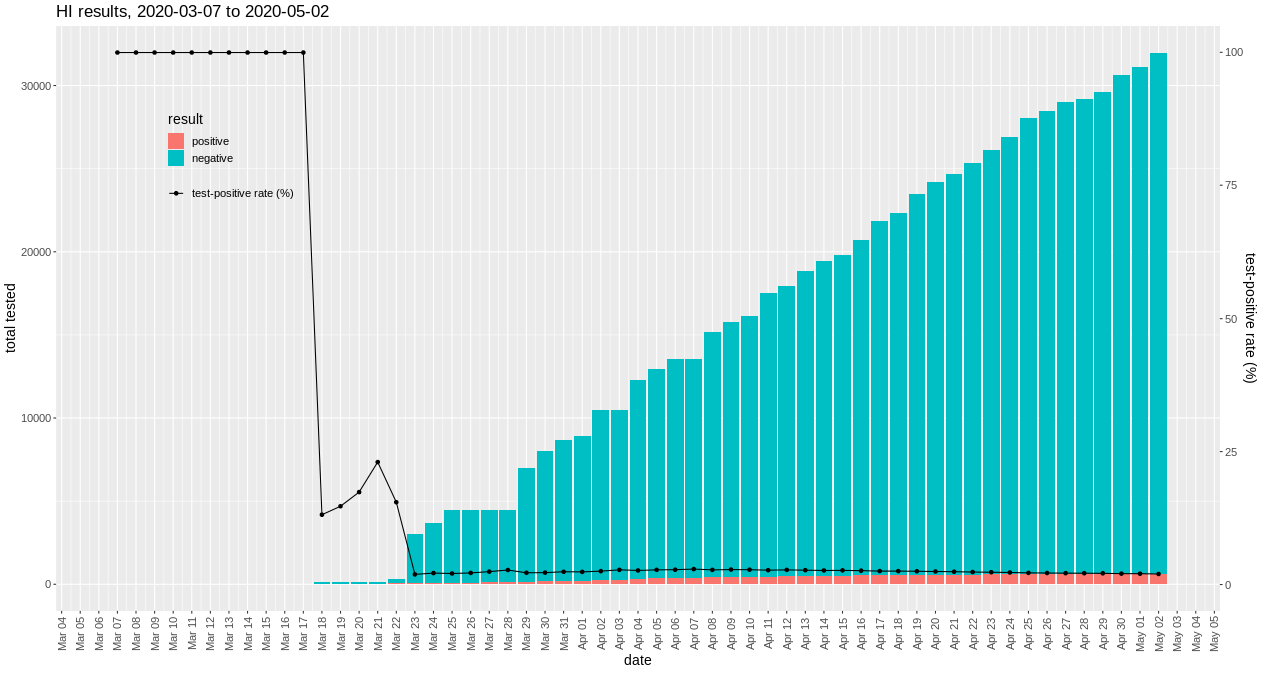 HI results, 2020-03-07 to 2020-05-02
total tested
30000
20000
10000
0
result
positive
negative
test-positive rate (%)
100
75
50
25
0
test-positive rate (%)
Mar 04
Mar 05
Mar 06
Mar 07
Mar 08
Mar 09
Mar 10
Mar 11
Mar 12
Mar 13
Mar 14
Mar 15
Mar 16
Mar 17
Mar 18
Mar 19
Mar 20
Mar 21
Mar 22
Mar 23
Mar 24
Mar 25
Mar 26
Mar 27
Mar 28
Mar 29
Mar 30
Mar 31
Apr 01
Apr 02
Apr 03
Apr 04
Apr 05
Apr 06
Apr 07
Apr 08
Apr 09
Apr 10
Apr 11
Apr 12
Apr 13
Apr 14
Apr 15
Apr 16
Apr 17
Apr 18
Apr 19
Apr 20
Apr 21
Apr 22
Apr 23
Apr 24
Apr 25
Apr 26
Apr 27
Apr 28
Apr 29
Apr 30
May 01
May 02
May 03
May 04
May 05
date